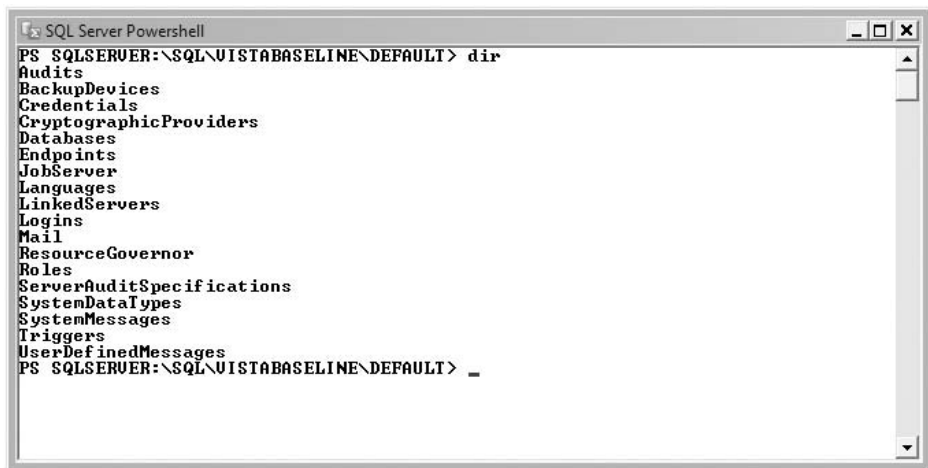 SQL Server Powershell
PS SQLSERVER:\SQL\VISTABASELINE\DEFAULT> dir
Audits
BackupDevices
Credentials
CryptographicProviders
Databases
Endpoints
JobServer
Languages
LinkedServers
Logins
Mail
ResourceGovernor
Roles
ServerAuditSpecifications
SystemDataTypes
SystemMessages
Triggers
UserDefinedMessages
PS SQLSERVER:\SQL\VISTABASELINE\DEFAULT> _